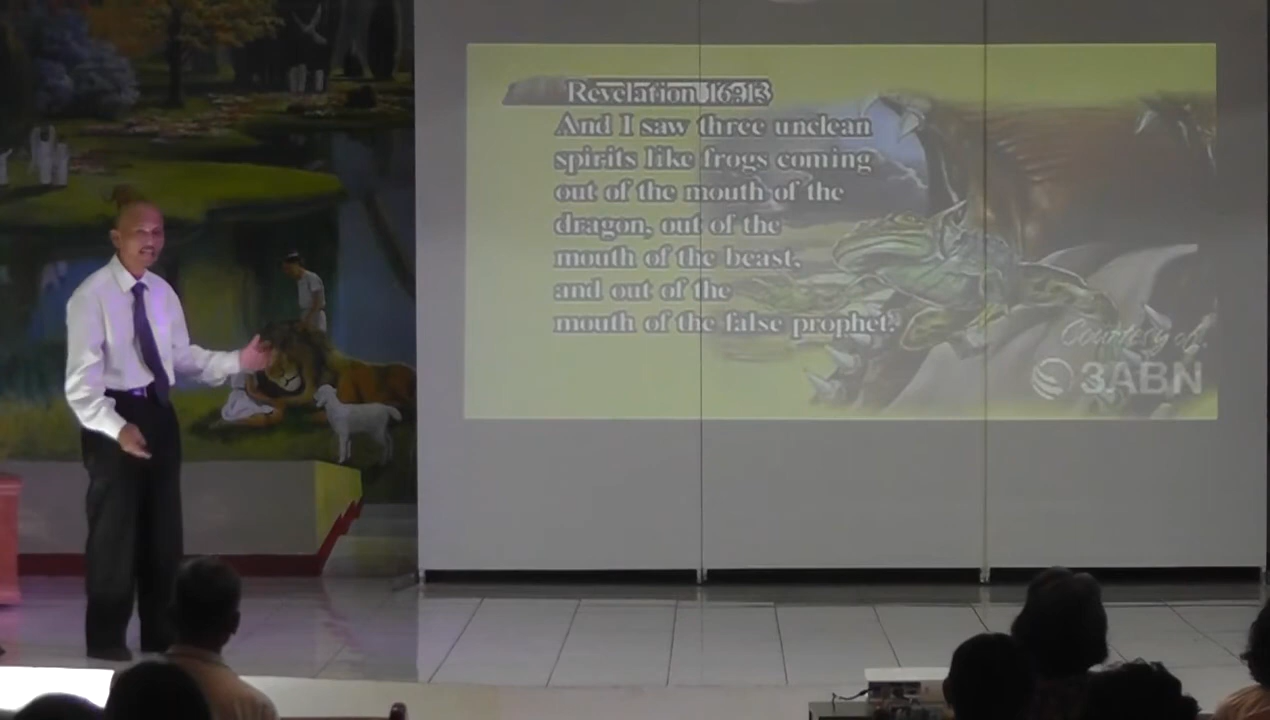 Revelation 16:13
And I saw three unclean
spirits like frogs coming
out of the mouth of the
dragon, out of the
mouth of the beast,
and out of the
mouth of the false prophet.
Courtesy of
3ABN